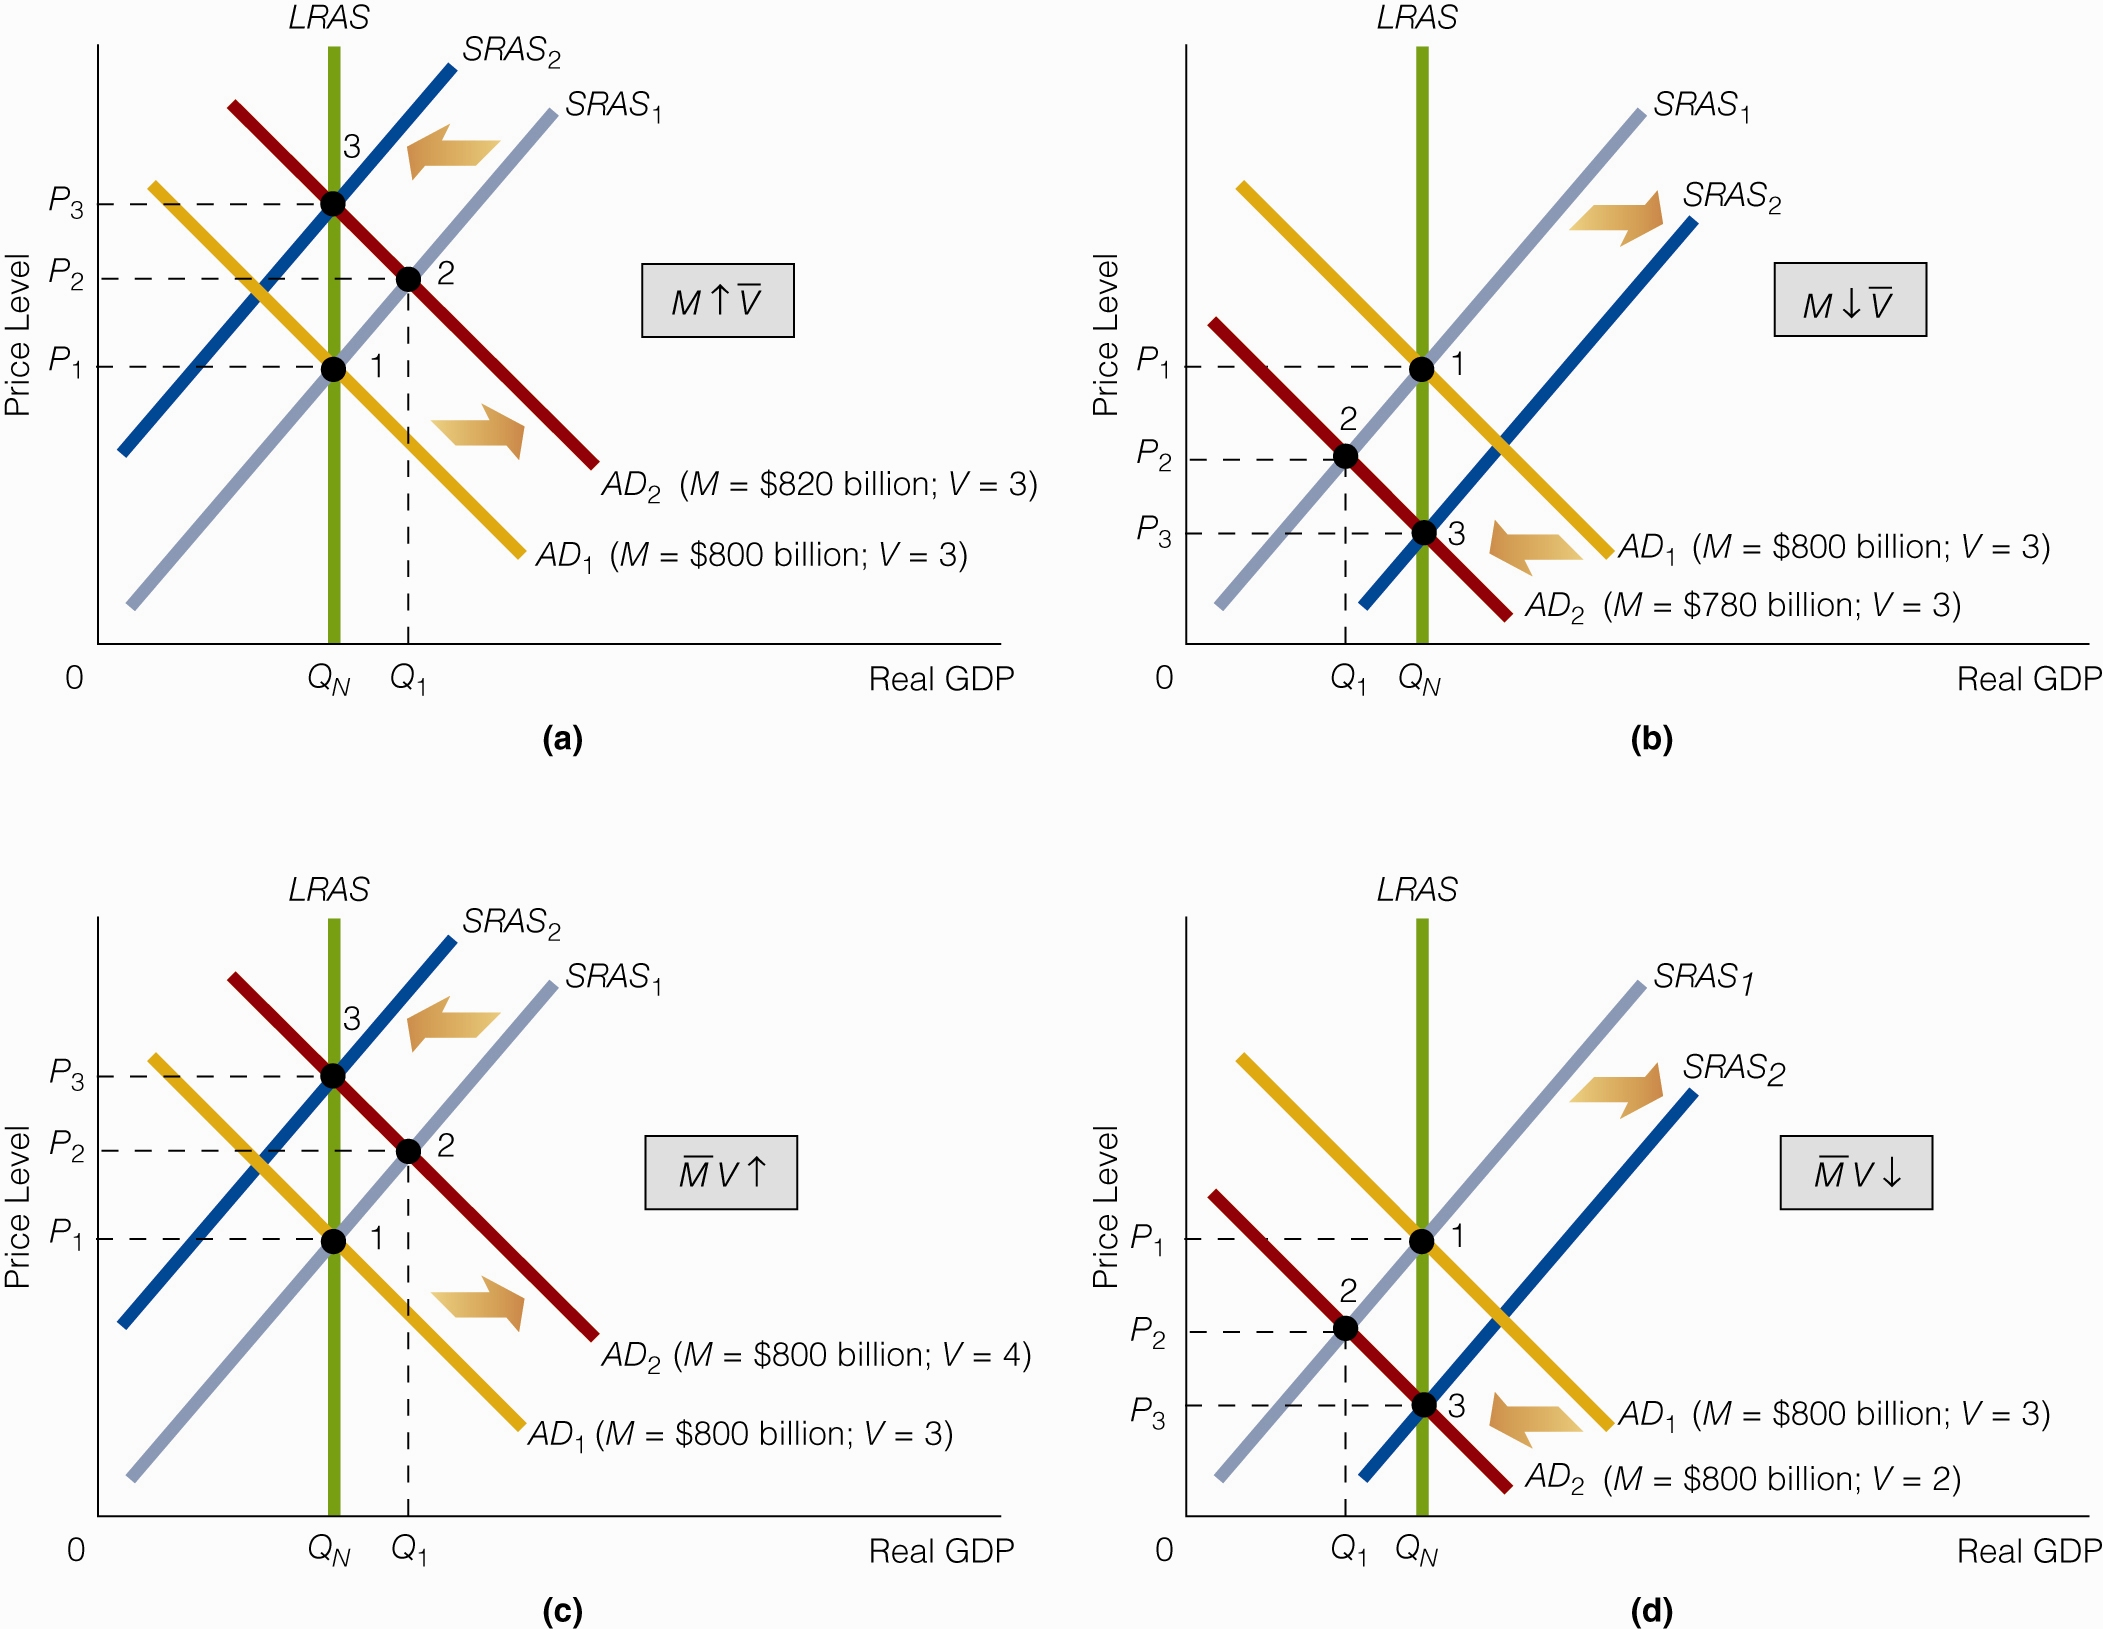 LRAS
SRAS2
SRAS1
3
P3
P2
2
P1
1
Price Level
M ↑ V̅
AD2 (M = $820 billion; V = 3)
AD1 (M = $800 billion; V = 3)
0
QN
Q1
Real GDP
(a)
LRAS
SRAS1
SRAS2
Price Level
M ↓ V̅
P1
1
2
P2
P3
3
AD1 (M = $800 billion; V = 3)
AD2 (M = $780 billion; V = 3)
0
Q1
QN
Real GDP
(b)
LRAS
SRAS2
SRAS1
3
P3
P2
2
P1
1
Price Level
M̅ V ↑
AD2 (M = $800 billion; V = 4)
AD1 (M = $800 billion; V = 3)
0
QN
Q1
Real GDP
(c)
LRAS
SRAS1
SRAS2
Price Level
M̅ V ↓
P1
1
2
P2
P3
3
AD1 (M = $800 billion; V = 3)
AD2 (M = $800 billion; V = 2)
0
Q1
QN
Real GDP
(d)